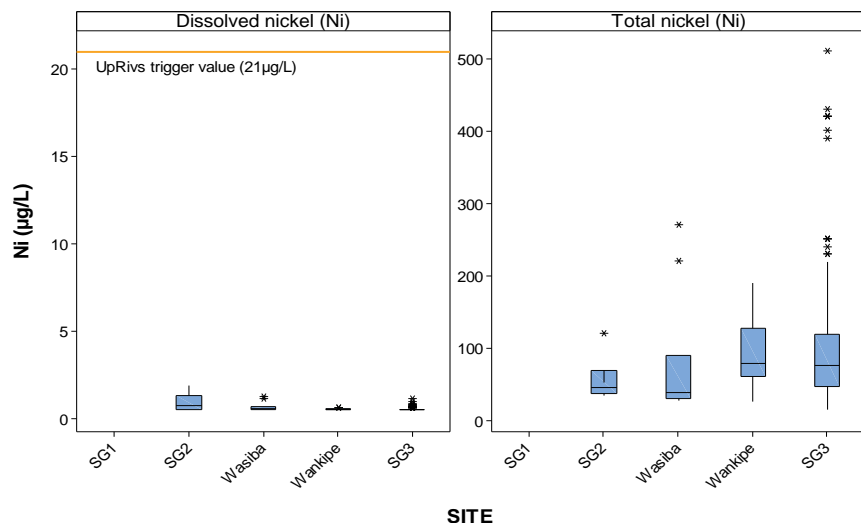 Dissolved nickel (Ni)
Total nickel (Ni)
UpRivs trigger value (21µg/L)
Ni (µg/L)
20
15
10
5
0
500
400
300
200
100
0
SG1
SG2
Wasiba
Wankipe
SG3
SG1
SG2
Wasiba
Wankipe
SG3
SITE